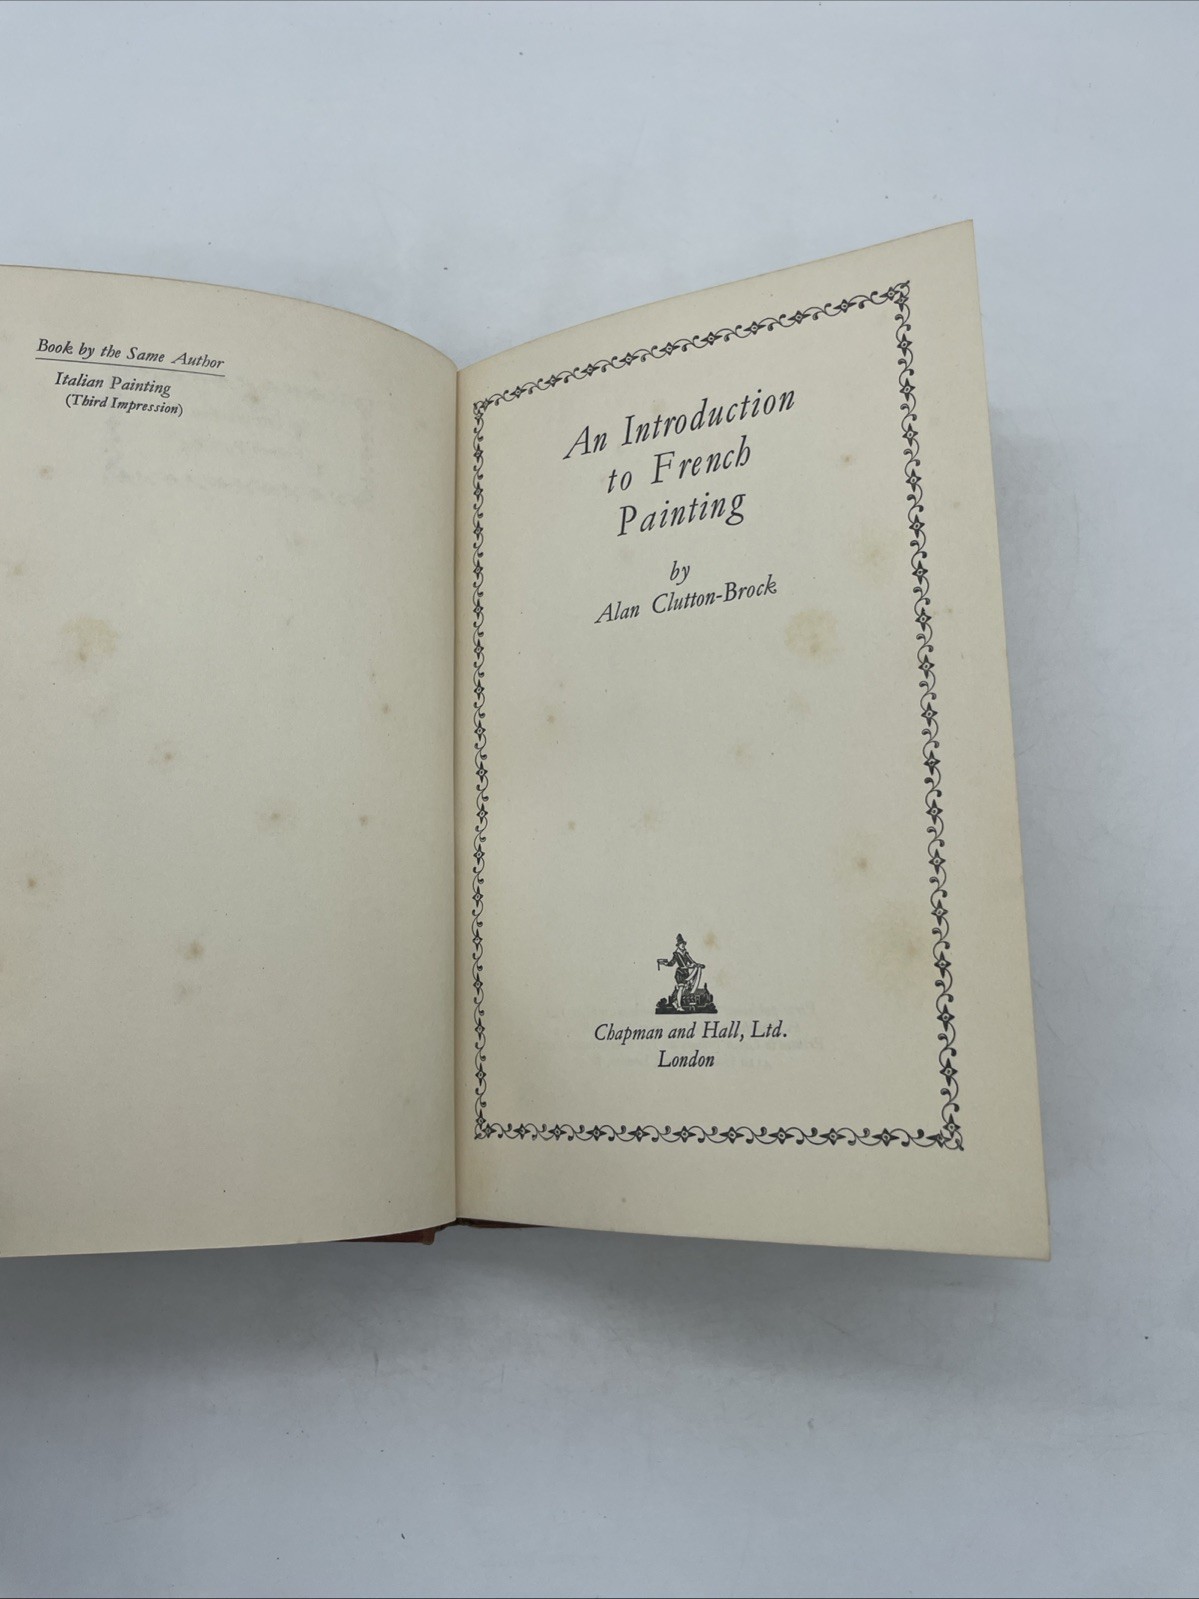 Book by the Same Author
Italian Painting
(Third Impression)
An Introduction
to French
Painting
by
Alan Clutton-Brock
Chapman and Hall, Ltd.
London